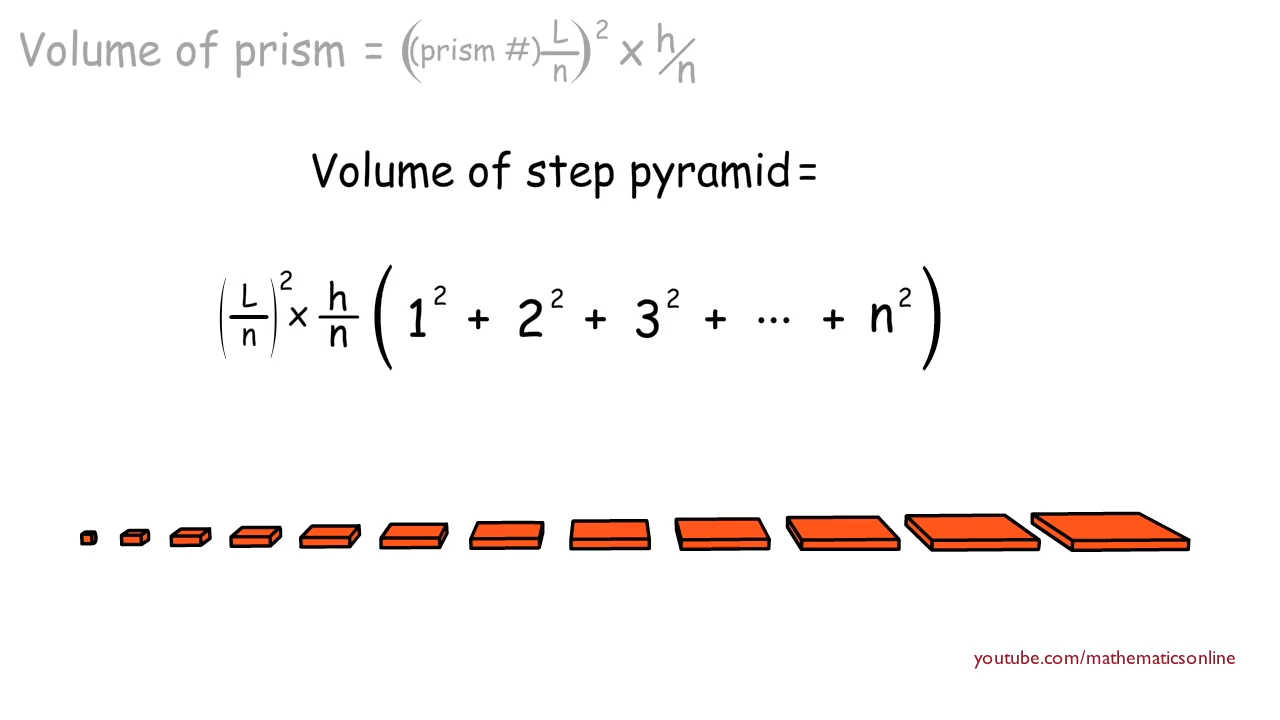 Volume of prism = ((prism #) L/n)² x h/n
Volume of step pyramid =
(L/n)² x h/n (1² + 2² + 3² + ... + n²)
youtube.com/mathematicsonline